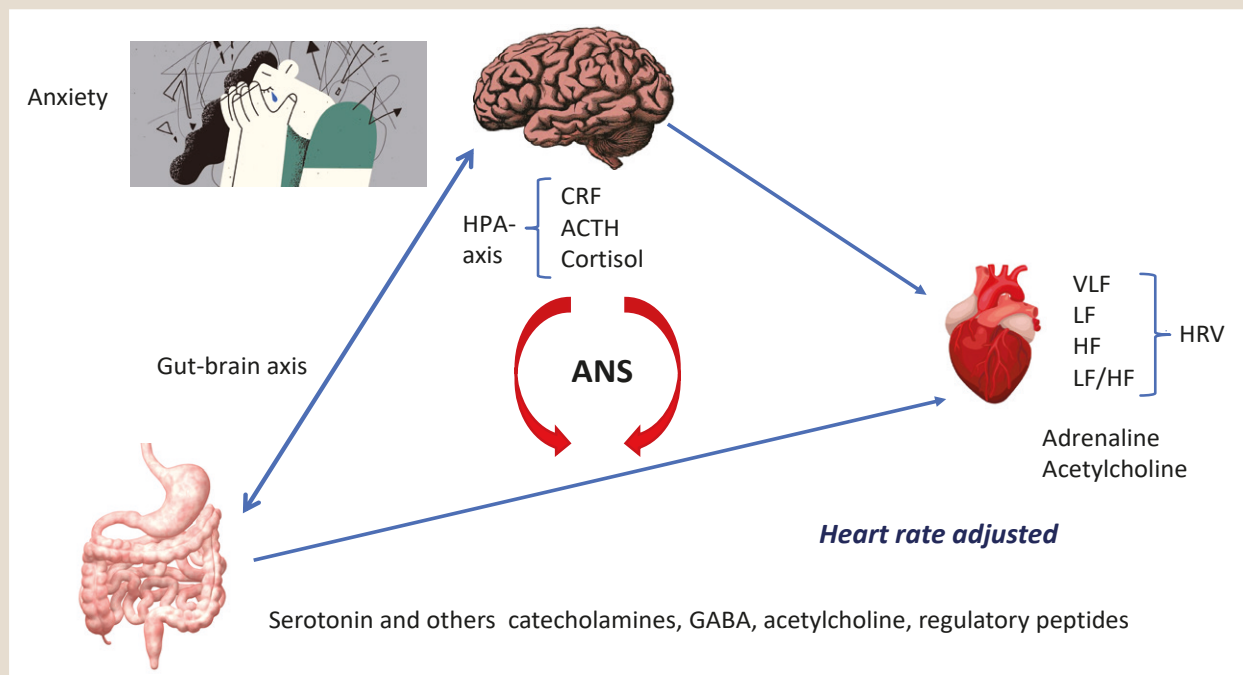 Anxiety
HPA-
axis
CRF
ACTH
Cortisol
VLF
LF
HF
LF/HF
HRV
Gut-brain axis
ANS
Adrenaline
Acetylcholine
Heart rate adjusted
Serotonin and others catecholamines, GABA, acetylcholine, regulatory peptides